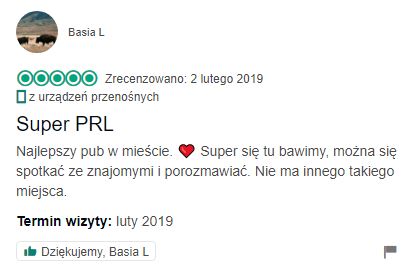 Basia L
Zrecenzowano: 2 lutego 2019
z urządzeń przenośnych
Super PRL
Najlepszy pub w mieście. ❤ Super się tu bawimy, można się
spotkać ze znajomymi i porozmawiać. Nie ma innego takiego
miejsca.
Termin wizyty: luty 2019
Dziękujemy, Basia L